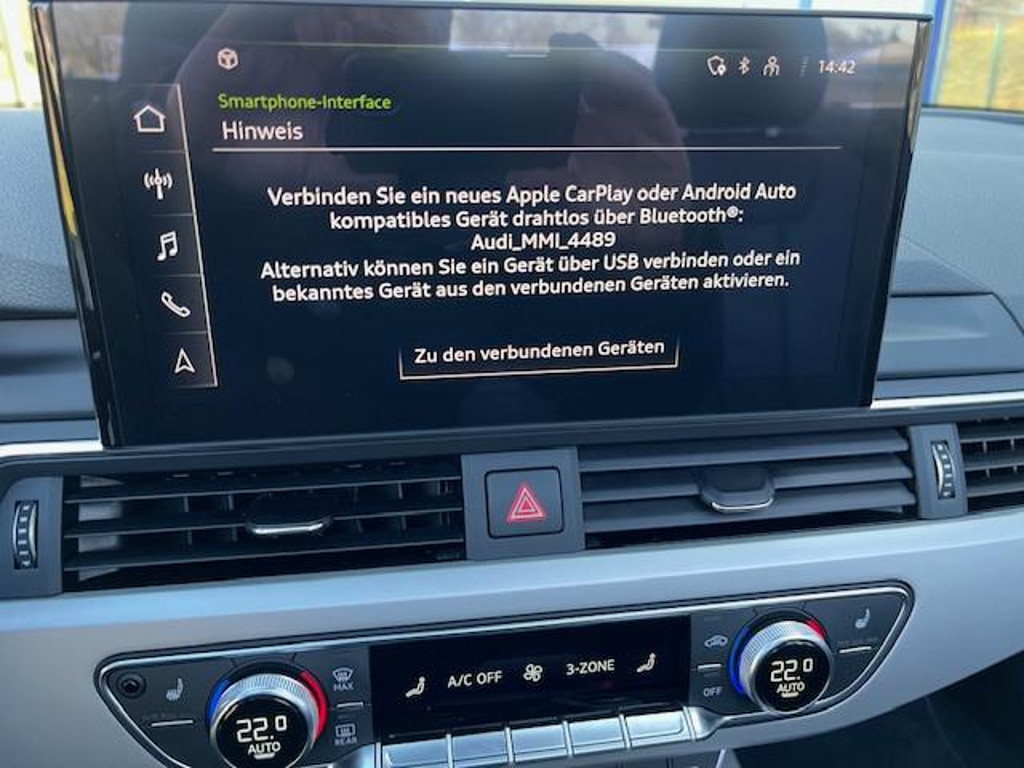 14:42
Smartphone-Interface
Hinweis
Verbinden Sie ein neues Apple CarPlay oder Android Auto
kompatibles Gerät drahtlos über Bluetooth®:
Audi_MMI_4489
Alternativ können Sie ein Gerät über USB verbinden oder ein
bekanntes Gerät aus den verbundenen Geräten aktivieren.
Zu den verbundenen Geräten
22.0
AUTO
MAX
REAR
A/C OFF
3-ZONE
OFF
22.0
AUTO